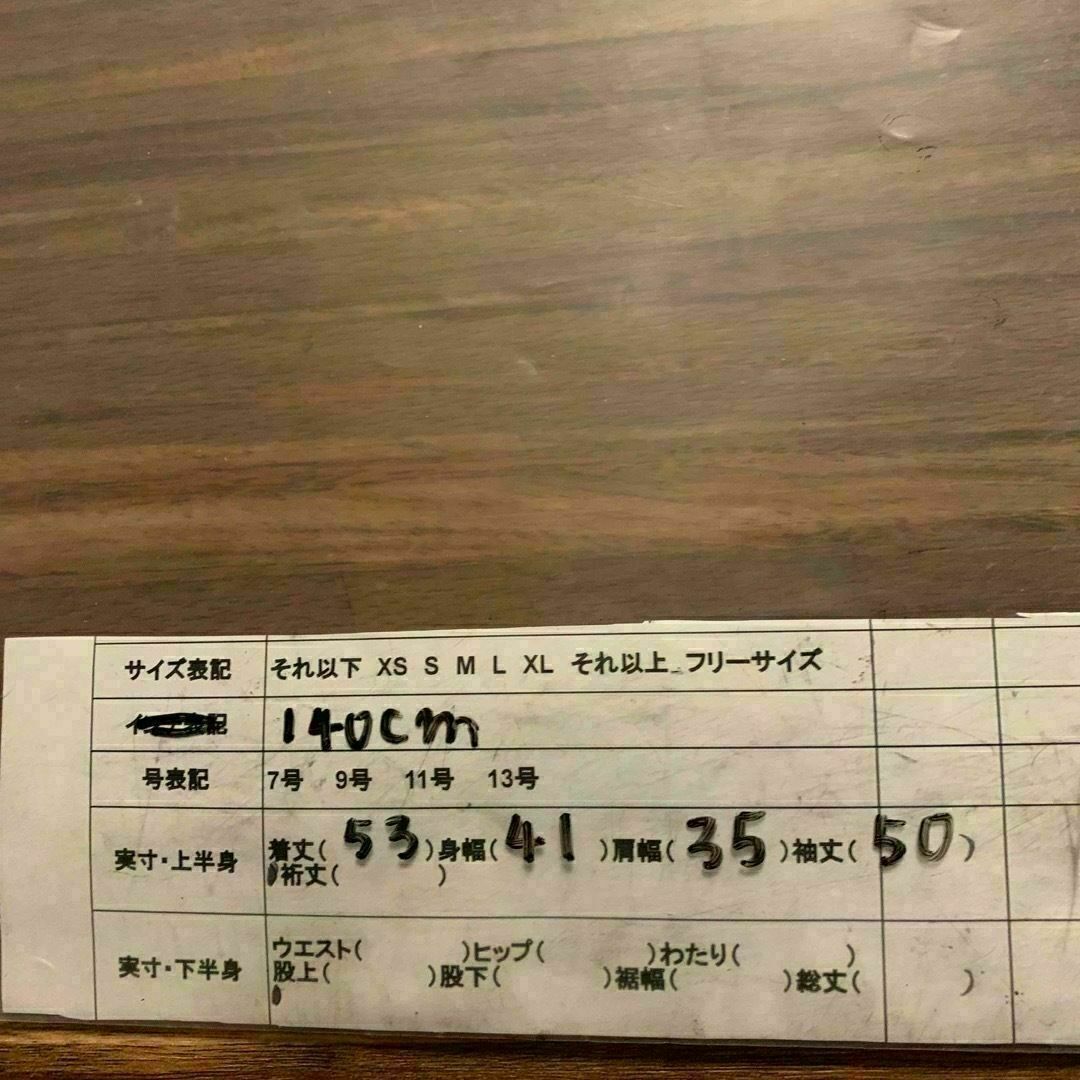 サイズ表記 それ以下 XS S M L XL それ以上 フリーサイズ
記 140cm
号表記 7号 9号 11号 13号
実寸・上半身 着丈( 53 )身幅( 41 )肩幅( 35 )袖丈( 50 )
裄丈( )
実寸・下半身 ウエスト( )ヒップ( )わたり( )
股上( )股下( )裾幅( )総丈( )